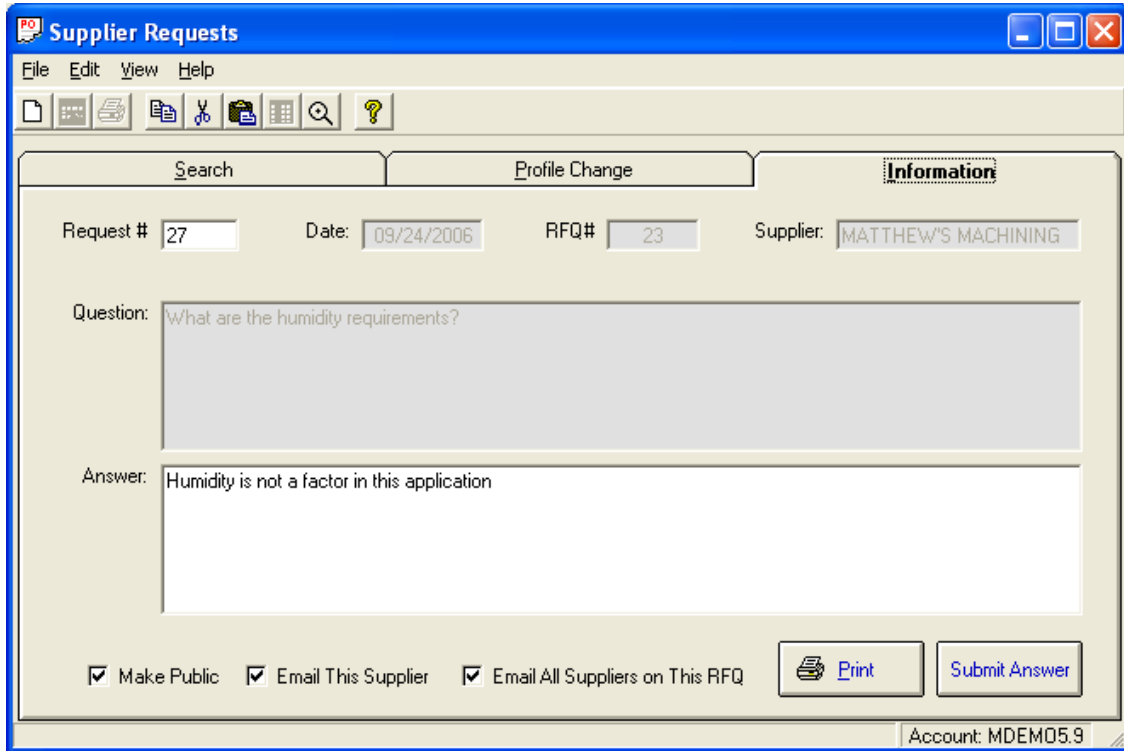 PO Supplier Requests
File Edit View Help
Search Profile Change Information
Request # 27 Date: 09/24/2006 RFQ# 23 Supplier: MATTHEW'S MACHINING
Question: What are the humidity requirements?
Answer: Humidity is not a factor in this application
Make Public Email This Supplier Email All Suppliers on This RFQ Print Submit Answer
Account: MDEMO5.9